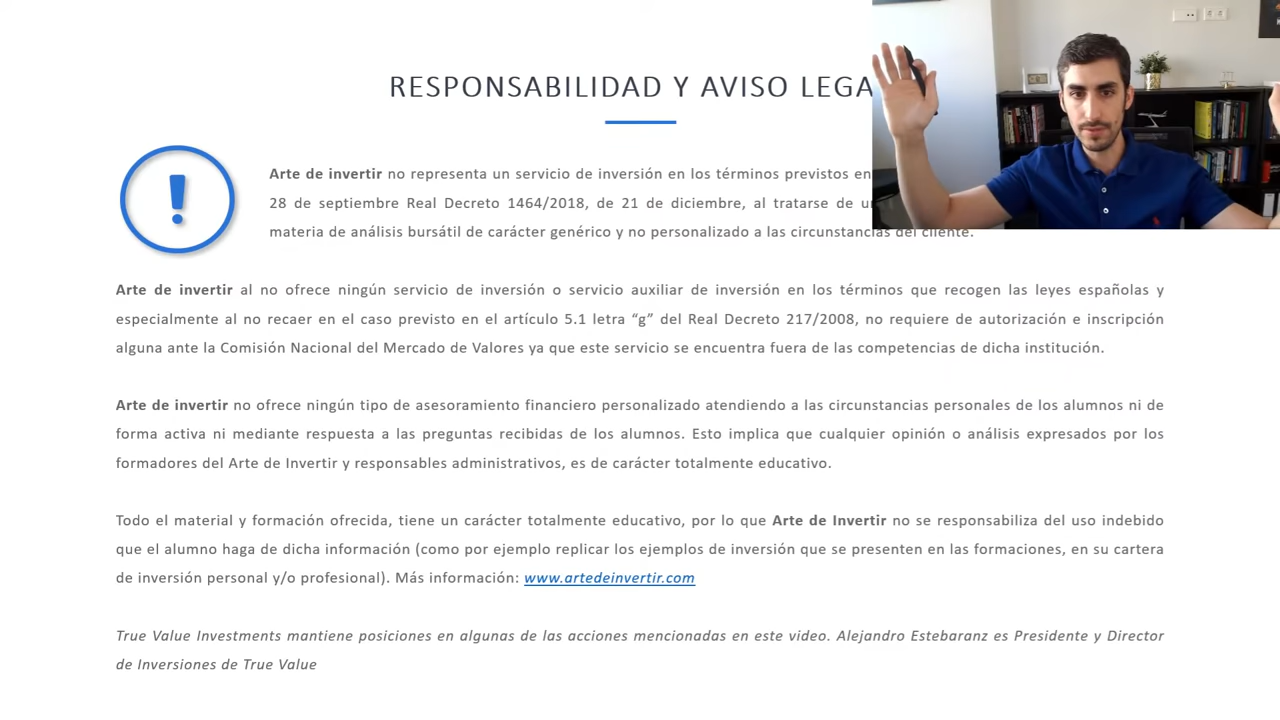 RESPONSABILIDAD Y AVISO LEGA
Arte de invertir no representa un servicio de inversión en los términos previstos en
28 de septiembre Real Decreto 1464/2018, de 21 de diciembre, al tratarse de
materia de análisis bursátil de carácter genérico y no personalizado a las circunstancias del cliente.
Arte de invertir al no ofrece ningún servicio de inversión o servicio auxiliar de inversión en los términos que recogen las leyes españolas y
especialmente al no recaer en el caso previsto en el artículo 5.1 letra “g” del Real Decreto 217/2008, no requiere de autorización e inscripción
alguna ante la Comisión Nacional del Mercado de Valores ya que este servicio se encuentra fuera de las competencias de dicha institución.
Arte de invertir no ofrece ningún tipo de asesoramiento financiero personalizado atendiendo a las circunstancias personales de los alumnos ni de
forma activa ni mediante respuesta a las preguntas recibidas de los alumnos. Esto implica que cualquier opinión o análisis expresados por los
formadores del Arte de Invertir y responsables administrativos, es de carácter totalmente educativo.
Todo el material y formación ofrecida, tiene un carácter totalmente educativo, por lo que Arte de Invertir no se responsabiliza del uso indebido
que el alumno haga de dicha información (como por ejemplo replicar los ejemplos de inversión que se presenten en las formaciones, en su cartera
de inversión personal y/o profesional). Más información: www.artedeinvertir.com
True Value Investments mantiene posiciones en algunas de las acciones mencionadas en este video. Alejandro Estebaranz es Presidente y Director
de Inversiones de True Value